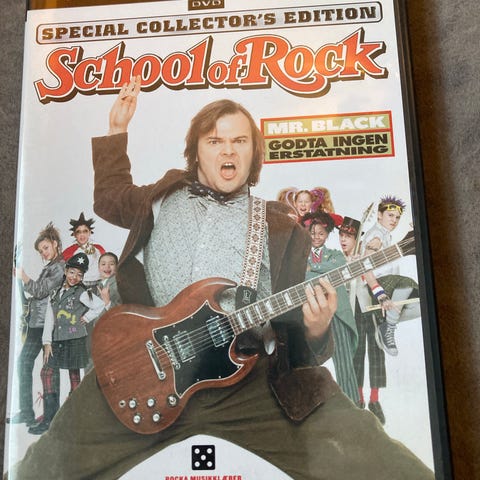 DVD
SPECIAL COLLECTOR'S EDITION
School of Rock
MR. BLACK
GODTA INGEN
ERSTATNING
ROCKA MUSIKKLÆRER